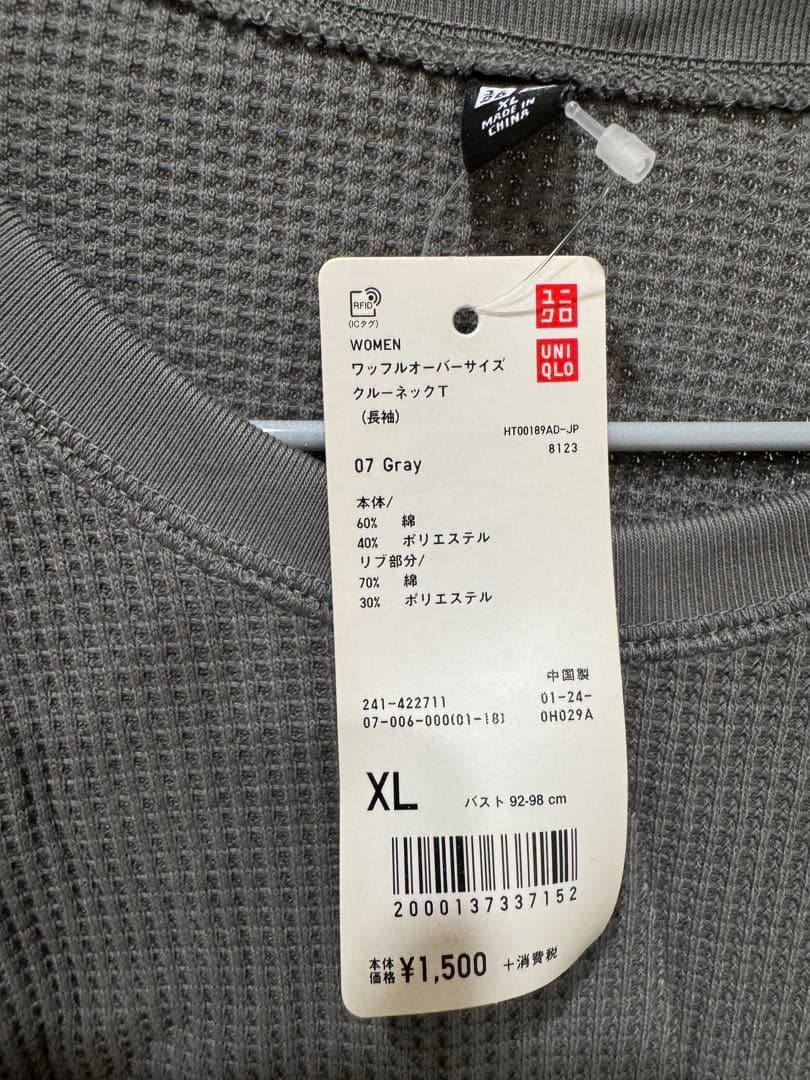 XL
MADE IN
CHINA
RFID
(ICタグ)
ユニ
クロ
UNI
QLO
WOMEN
ワッフルオーバーサイズ
クルーネックT
(長袖)
HT00189AD-JP
8123
07 Gray
本体/
60% 綿
40% ポリエステル
リブ部分/
70% 綿
30% ポリエステル
中国製
241-422711 01-24-
07-006-000(01-18) 0H029A
XL バスト 92-98 cm
2000137337152
本体価格 ¥1,500 +消費税